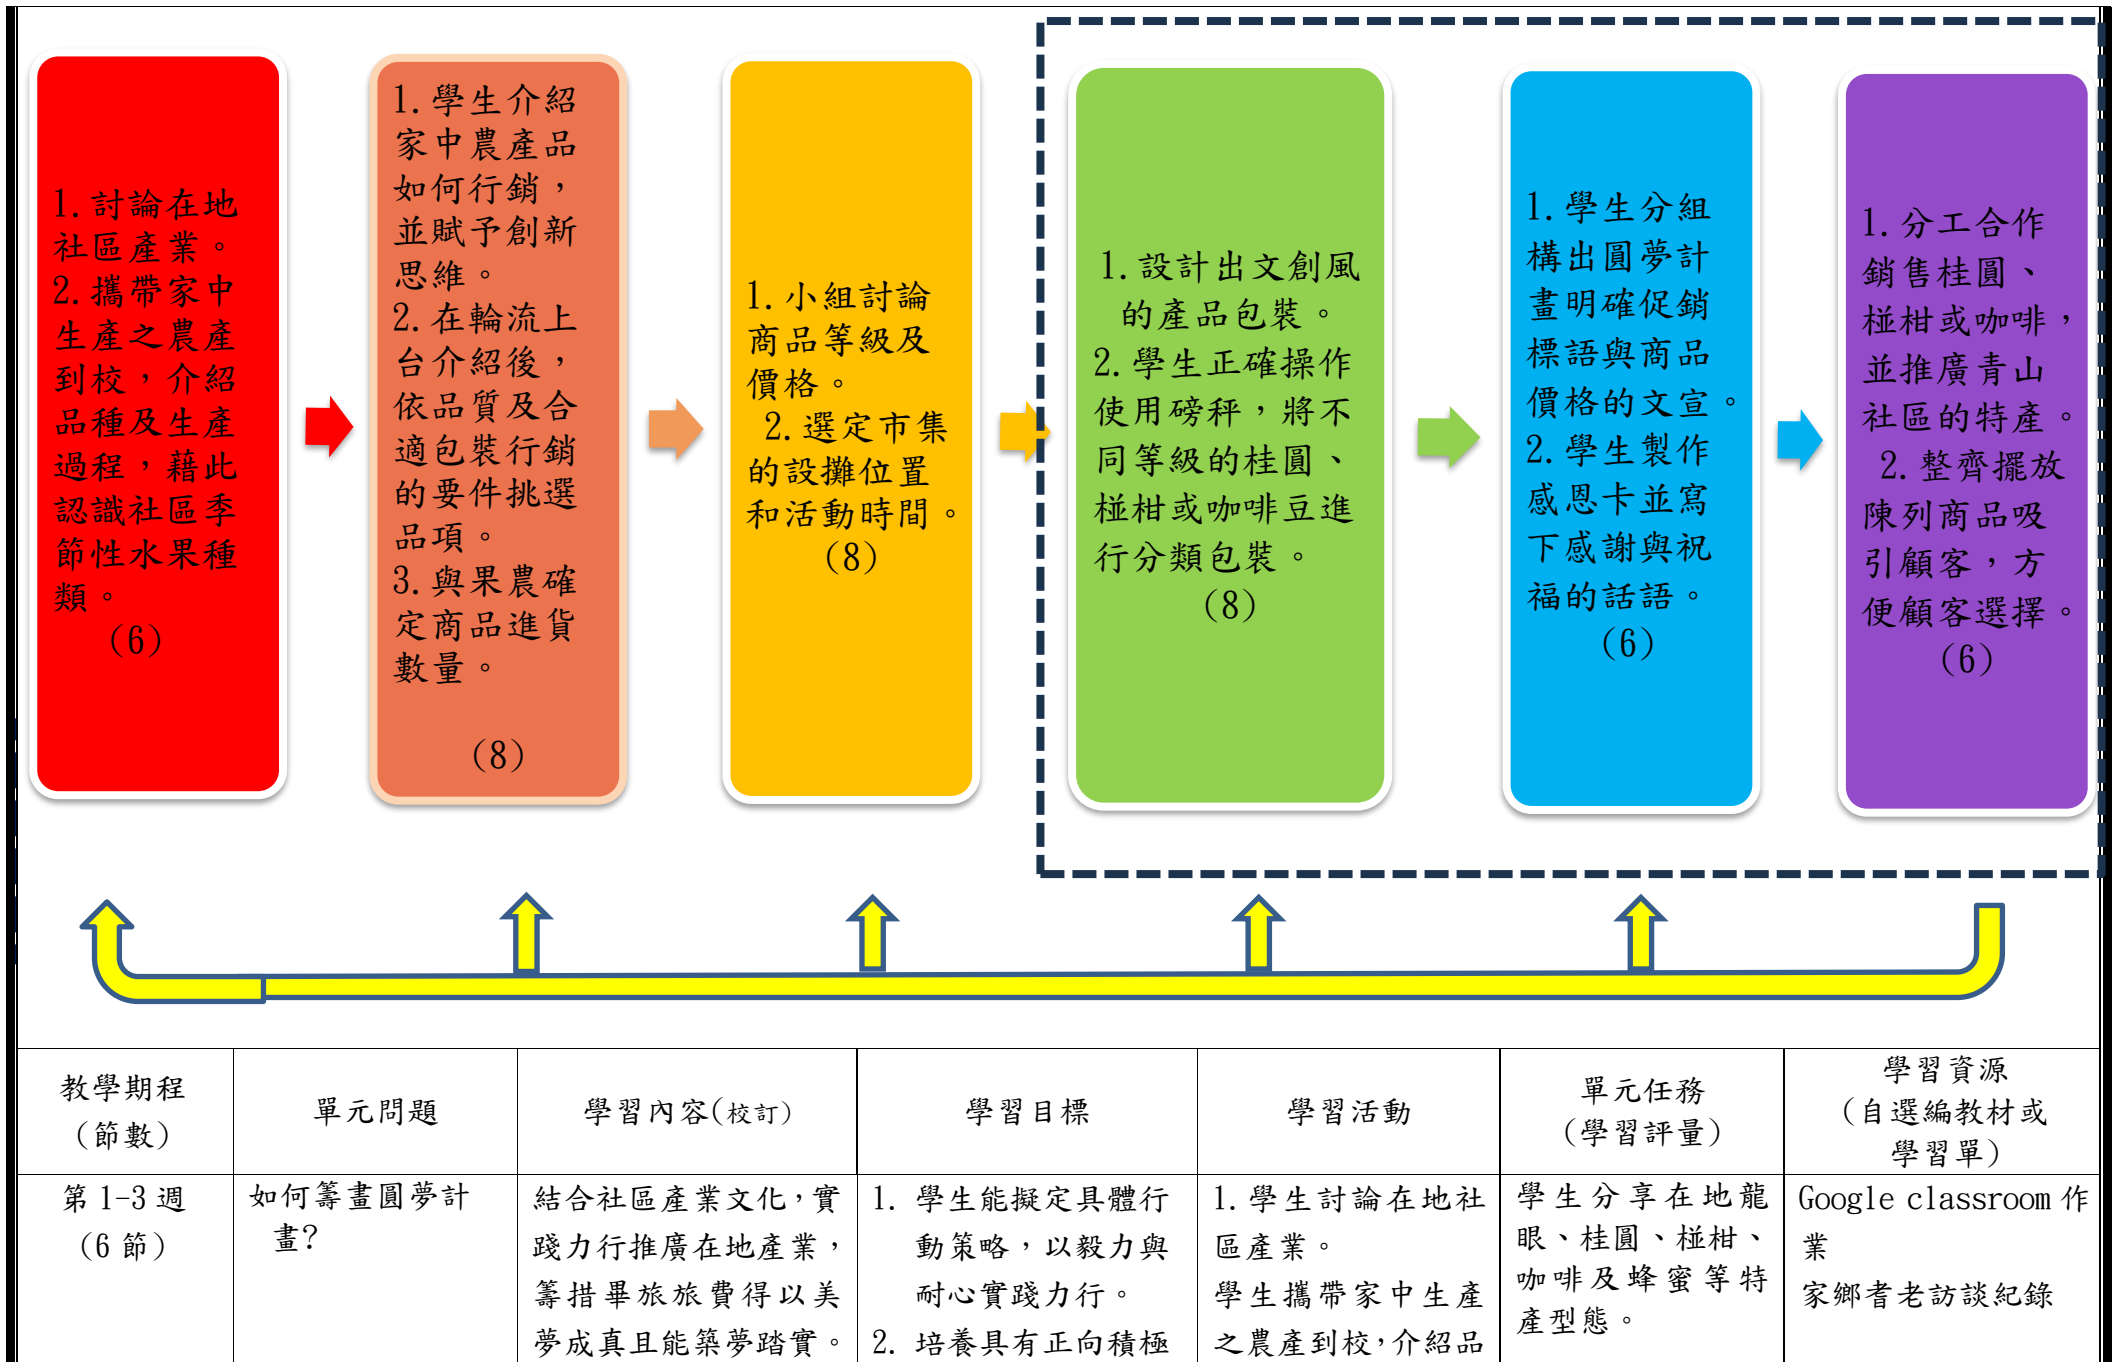 1.討論在地
社區產業。
2.攜帶家中
生產之農產
到校，介紹
品種及生產
過程，藉此
認識社區季
節性水果種
類。
(6)
1.學生介紹
家中農產品
如何行銷，
並賦予創新
思維。
2.在輪流上
台介紹後，
依品質及合
適包裝行銷
的要件挑選
品項。
3.與果農確
定商品進貨
數量。
(8)
1.小組討論
商品等級及
價格。
2.選定市集
的設攤位置
和活動時間。
(8)
1.設計出文創風
的產品包裝。
2.學生正確操作
使用磅秤，將不
同等級的桂圓、
椪柑或咖啡豆進
行分類包裝。
(8)
1.學生分組
構出圓夢計
畫明確促銷
標語與商品
價格的文宣。
2.學生製作
感恩卡並寫
下感謝與祝
福的話語。
(6)
1.分工合作
銷售桂圓、
椪柑或咖啡，
並推廣青山
社區的特產。
2.整齊擺放
陳列商品吸
引顧客，方
便顧客選擇。
(6)
教學期程
(節數)
單元問題
學習內容(校訂)
學習目標
學習活動
單元任務
(學習評量)
學習資源
(自選編教材或
學習單)
第 1-3 週
(6 節)
如何籌畫圓夢計
畫?
結合社區產業文化，實
踐力行推廣在地產業，
籌措畢旅旅費得以美
夢成真且能築夢踏實。
1. 學生能擬定具體行
動策略，以毅力與
耐心實踐力行。
2. 培養具有正向積極
1.學生討論在地社
區產業。
學生攜帶家中生產
之農產到校，介紹品
學生分享在地龍
眼、桂圓、椪柑、
咖啡及蜂蜜等特
產型態。
Google classroom 作
業
家鄉耆老訪談紀錄